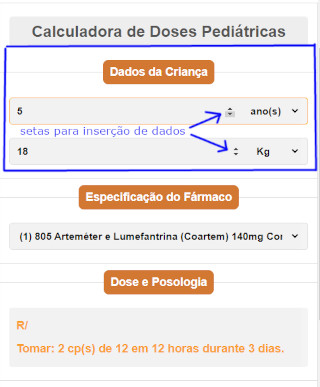 Calculadora de Doses Pediátricas
Dados da Criança
5 ano(s)
setas para inserção de dados
18 Kg
Especificação do Fármaco
(1) 805 Arteméter e Lumefantrina (Coartem) 140mg Cor
Dose e Posologia
R/
Tomar: 2 cp(s) de 12 em 12 horas durante 3 dias.